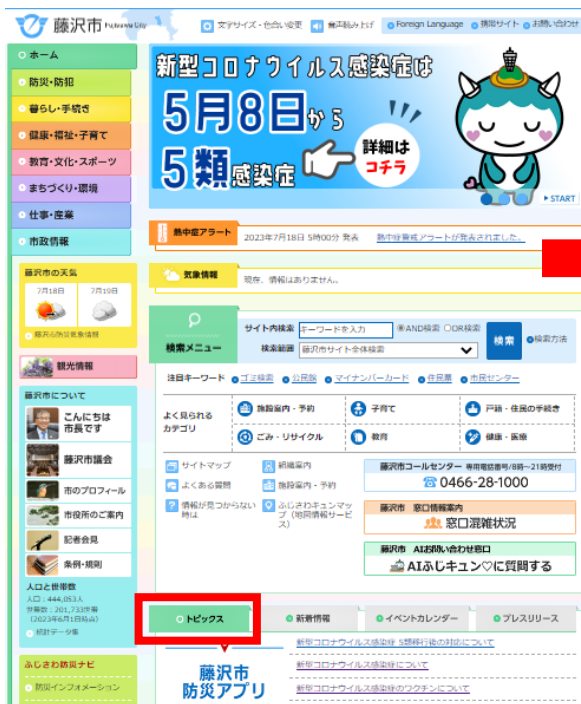 藤沢市 Fujisawa City
文字サイズ・色合い変更
音声読み上げ
Foreign Language
携帯サイト
お問い合わせ
ホーム
防災・防犯
暮らし・手続き
健康・福祉・子育て
教育・文化・スポーツ
まちづくり・環境
仕事・産業
市政情報
新型コロナウイルス感染症は
5月8日から
5類感染症
詳細は
コチラ
START
熱中症アラート
2023年7月18日 5時00分 発表 熱中症警戒アラートが発表されました。
気象情報
現在、情報はありません。
藤沢市の天気
7月18日 7月19日
藤沢市防災気象情報
観光情報
検索メニュー
サイト内検索 キーワードを入力 AND検索 OR検索
検索範囲 藤沢市サイト全体検索
検索
検索方法
注目キーワード ゴミ検索 公民館 マイナンバーカード 住民票 市民センター
よく見られる
カテゴリ
施設案内・予約
子育て
戸籍・住民の手続き
ごみ・リサイクル
教育
健康・医療
藤沢市について
こんにちは
市長です
藤沢市議会
市のプロフィール
市役所のご案内
記者会見
条例・規則
サイトマップ
組織案内
よくある質問
施設案内・予約
情報が見つからない
時は
ふじさわキュンマッ
プ（地図情報サービ
ス）
藤沢市コールセンター 専用電話番号/8時～21時受付
0466-28-1000
藤沢市 窓口情報案内
窓口混雑状況
藤沢市 AIお問い合わせ窓口
AIふじキュン♡に質問する
人口と世帯数
人口：444,053人
世帯数：201,733世帯
（2023年6月1日時点）
統計データ集
ふじさわ防災ナビ
防災インフォメーション
トピックス
新着情報
イベントカレンダー
プレスリリース
藤沢市
防災アプリ
新型コロナウイルス感染症 5類移行後の対応について
新型コロナウイルス感染症について
新型コロナウイルス感染症のワクチンについて